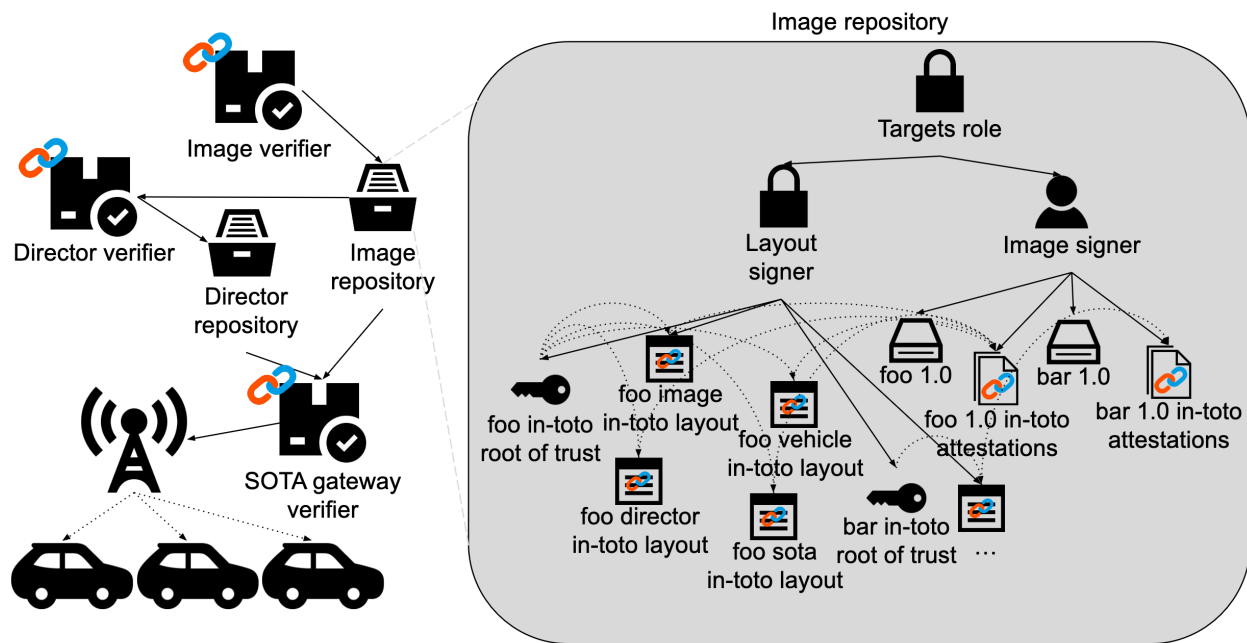 Image repository
Targets role
Image verifier
Director verifier
Image
repository
Director
repository
Layout
signer
Image signer
SOTA gateway
verifier
foo in-toto
root of trust
foo image
in-toto layout
foo vehicle
in-toto layout
foo director
in-toto layout
foo sota
in-toto layout
bar in-toto
root of trust
...
foo 1.0
foo 1.0 in-toto
attestations
bar 1.0
bar 1.0 in-toto
attestations